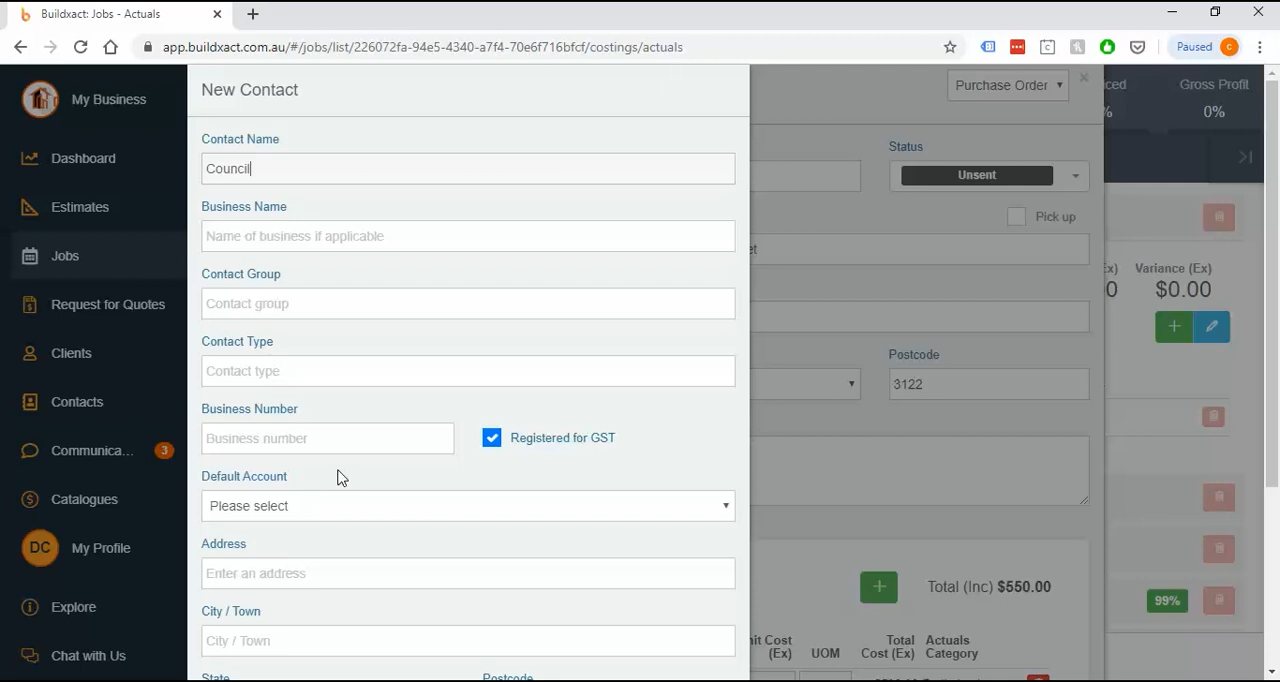 Buildxact: Jobs - Actuals
app.buildxact.com.au/#/jobs/list/226072fa-94e5-4340-a7f4-70e6f716bfcf/costings/actuals
Paused C
My Business
Dashboard
Estimates
Jobs
Request for Quotes
Clients
Contacts
Communica... 3
Catalogues
DC My Profile
Explore
Chat with Us
New Contact
Contact Name
Council
Business Name
Name of business if applicable
Contact Group
Contact group
Contact Type
Contact type
Business Number
Business number
Registered for GST
Default Account
Please select
Address
Enter an address
City / Town
City / Town
State
Postcode
Purchase Order
Status
Unsent
Pick up
et
Postcode
3122
Total (Inc) $550.00
nit Cost
(Ex)
UOM
Total
Cost (Ex)
Actuals
Category
ced
%
Gross Profit
0%
Ex)
0
Variance (Ex)
$0.00
99%